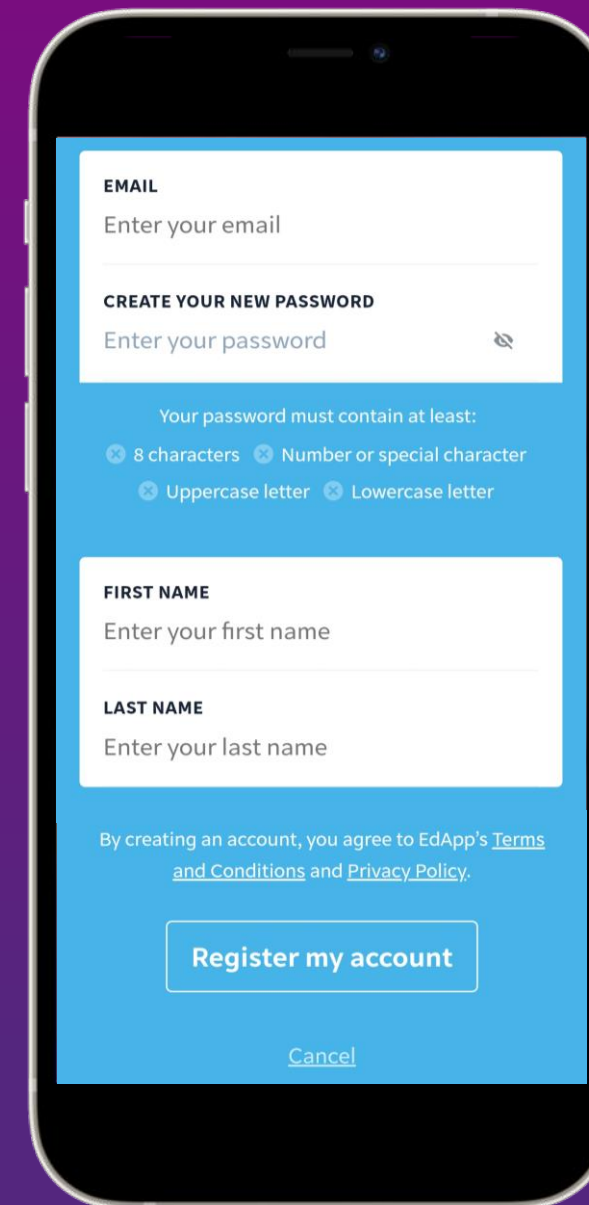 EMAIL
Enter your email
CREATE YOUR NEW PASSWORD
Enter your password
Your password must contain at least:
8 characters Number or special character
Uppercase letter Lowercase letter
FIRST NAME
Enter your first name
LAST NAME
Enter your last name
By creating an account, you agree to EdApp's Terms
and Conditions and Privacy Policy.
Register my account
Cancel